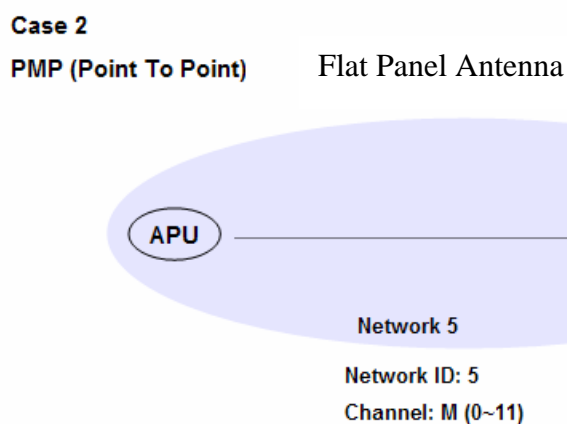 Case 2
PMP (Point To Point)
Flat Panel Antenna
APU
Network 5
Network ID: 5
Channel: M (0~11)